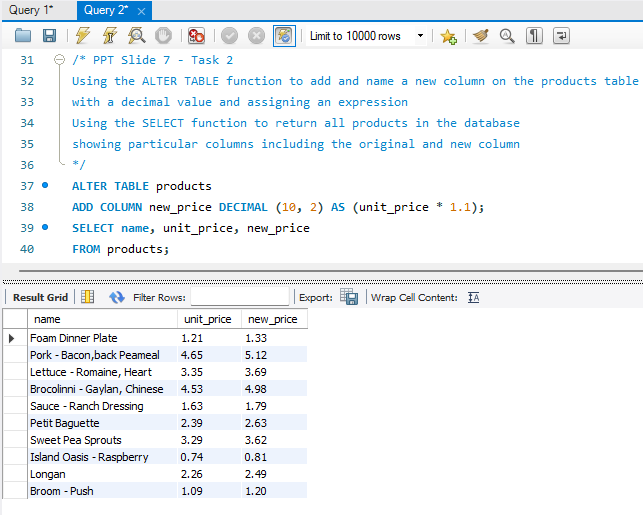 Query 1*
Query 2*
Limit to 10000 rows
31 /* PPT Slide 7 - Task 2
32 Using the ALTER TABLE function to add and name a new column on the products table
33 with a decimal value and assigning an expression
34 Using the SELECT function to return all products in the database
35 showing particular columns including the original and new column
36 */
37 ALTER TABLE products
38 ADD COLUMN new_price DECIMAL (10, 2) AS (unit_price * 1.1);
39 SELECT name, unit_price, new_price
40 FROM products;
Result Grid Filter Rows: Export: Wrap Cell Content: IA
name unit_price new_price
Foam Dinner Plate 1.21 1.33
Pork - Bacon,back Peameal 4.65 5.12
Lettuce - Romaine, Heart 3.35 3.69
Brocolinni - Gaylan, Chinese 4.53 4.98
Sauce - Ranch Dressing 1.63 1.79
Petit Baguette 2.39 2.63
Sweet Pea Sprouts 3.29 3.62
Island Oasis - Raspberry 0.74 0.81
Longan 2.26 2.49
Broom - Push 1.09 1.20